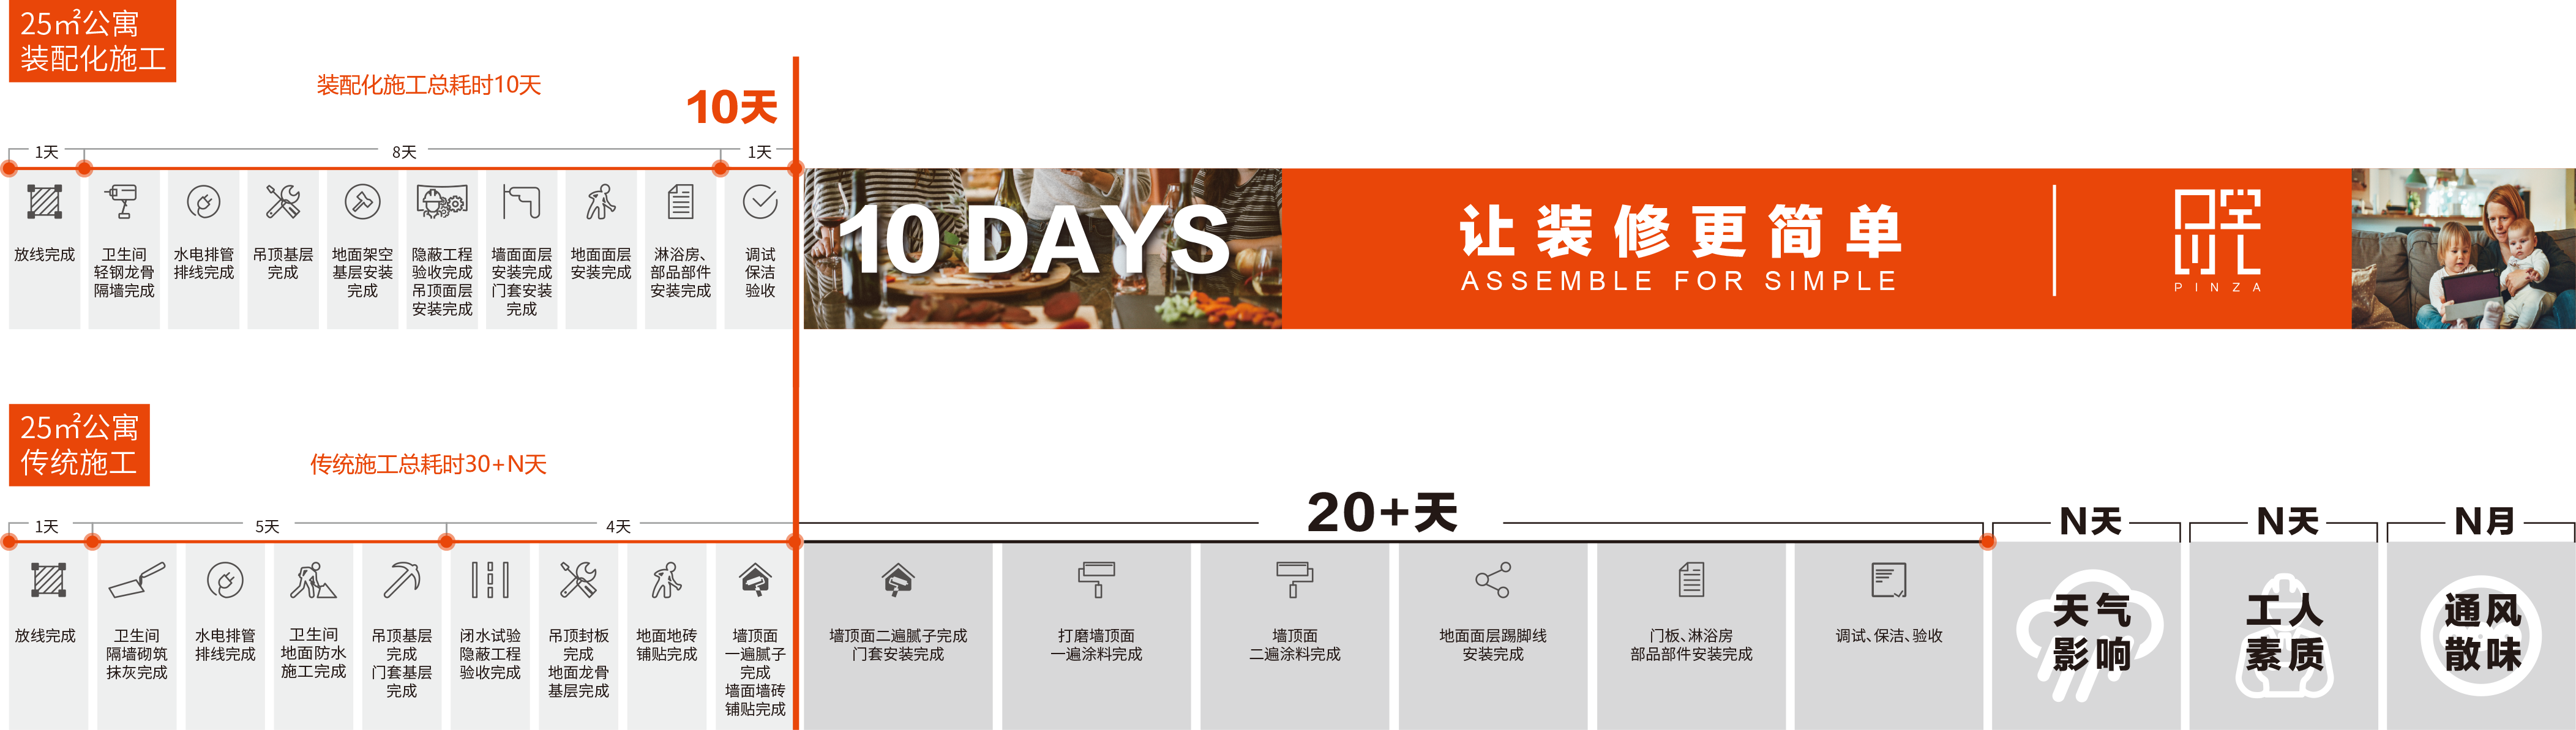 25㎡公寓
装配化施工
装配化施工总耗时10天
10天
1天
8天
1天
放线完成
卫生间
轻钢龙骨
隔墙完成
水电排管
排线完成
吊顶基层
完成
地面架空
基层安装
完成
隐蔽工程
验收完成
吊顶面层
安装完成
墙面面层
安装完成
门套安装
完成
地面面层
安装完成
淋浴房、
部品部件
安装完成
调试
保洁
验收
10 DAYS
让装修更简单
ASSEMBLE FOR SIMPLE
品宅
PINZA
25㎡公寓
传统施工
传统施工总耗时30+N天
1天
5天
4天
20+天
N天
N天
N月
放线完成
卫生间
隔墙砌筑
抹灰完成
水电排管
排线完成
卫生间
地面防水
施工完成
吊顶基层
完成
门套基层
完成
闭水试验
隐蔽工程
验收完成
吊顶封板
完成
地面龙骨
基层完成
地面地砖
铺贴完成
墙顶面
一遍腻子
完成
墙面墙砖
铺贴完成
墙顶面二遍腻子完成
门套安装完成
打磨墙顶面
一遍涂料完成
墙顶面
二遍涂料完成
地面面层踢脚线
安装完成
门板、淋浴房
部品部件安装完成
调试、保洁、验收
天气
影响
工人
素质
通风
散味